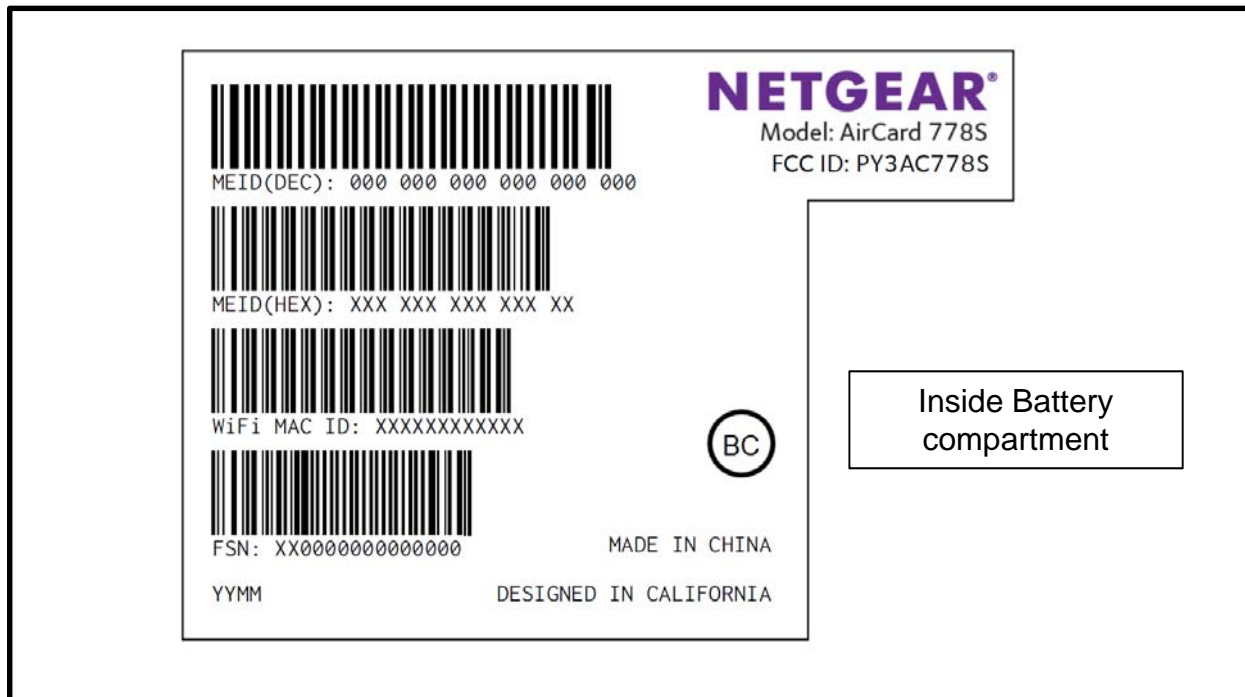 NETGEAR®
Model: AirCard 778S
FCC ID: PY3AC778S
MEID(DEC): 000 000 000 000 000 000
MEID(HEX): XXX XXX XXX XXX XX
WiFi MAC ID: XXXXXXXXXXXX
BC
Inside Battery
compartment
FSN: XX0000000000000
MADE IN CHINA
YYMM
DESIGNED IN CALIFORNIA